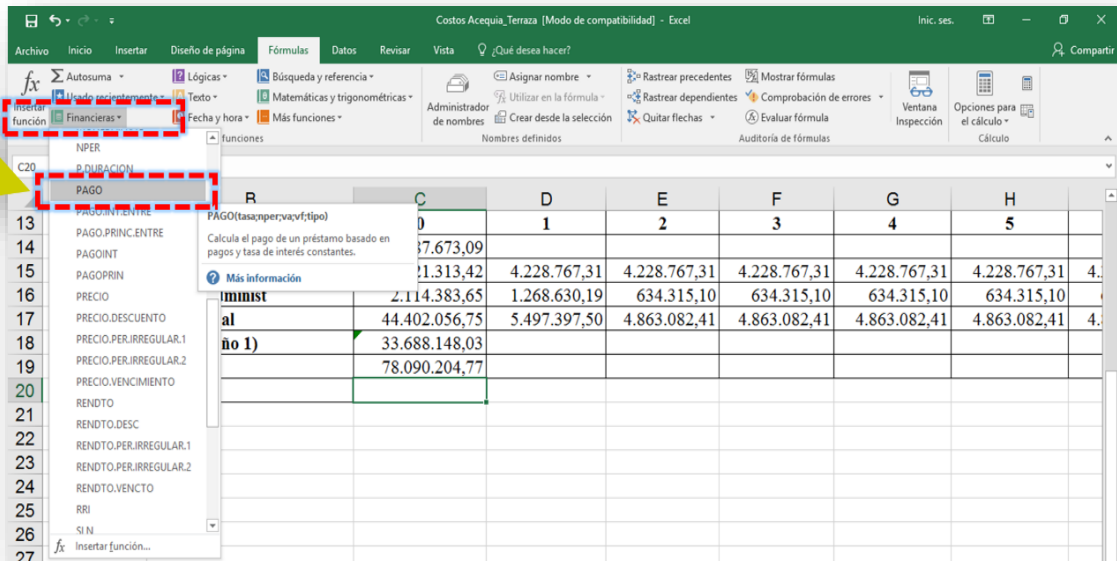 Costos Acequia_Terraza [Modo de compatibilidad] - Excel
Inic. ses.
Archivo Inicio Insertar Diseño de página Fórmulas Datos Revisar Vista ¿Qué desea hacer? Compartir
fx Insertar función
Autosuma
Usado recientemente
Financieras
Lógicas
Texto
Fecha y hora
Búsqueda y referencia
Matemáticas y trigonométricas
Más funciones
funciones
Administrador de nombres
Asignar nombre
Utilizar en la fórmula
Crear desde la selección
Nombres definidos
Rastrear precedentes
Rastrear dependientes
Quitar flechas
Mostrar fórmulas
Comprobación de errores
Evaluar fórmula
Auditoría de fórmulas
Ventana Inspección
Opciones para el cálculo
Cálculo
C20
NPER
P.DURACION
PAGO
PAGO.INT.ENTRE
PAGO.PRINC.ENTRE
PAGOINT
PAGOPRIN
PRECIO
PRECIO.DESCUENTO
PRECIO.PER.IRREGULAR.1
PRECIO.PER.IRREGULAR.2
PRECIO.VENCIMIENTO
RENDTO
RENDTO.DESC
RENDTO.PER.IRREGULAR.1
RENDTO.PER.IRREGULAR.2
RENDTO.VENCTO
RRI
SLN
fx Insertar función...
PAGO(tasa;nper;va;vf;tipo)
Calcula el pago de un préstamo basado en
pagos y tasa de interés constantes.
Más información
B C D E F G H
13 0 1 2 3 4 5
14 37.673,09
15 21.313,42 4.228.767,31 4.228.767,31 4.228.767,31 4.228.767,31 4.228.767,31 4.
16 minist 2.114.383,65 1.268.630,19 634.315,10 634.315,10 634.315,10 634.315,10
17 al 44.402.056,75 5.497.397,50 4.863.082,41 4.863.082,41 4.863.082,41 4.863.082,41 4.
18 ño 1) 33.688.148,03
19 78.090.204,77
20
21
22
23
24
25
26
27